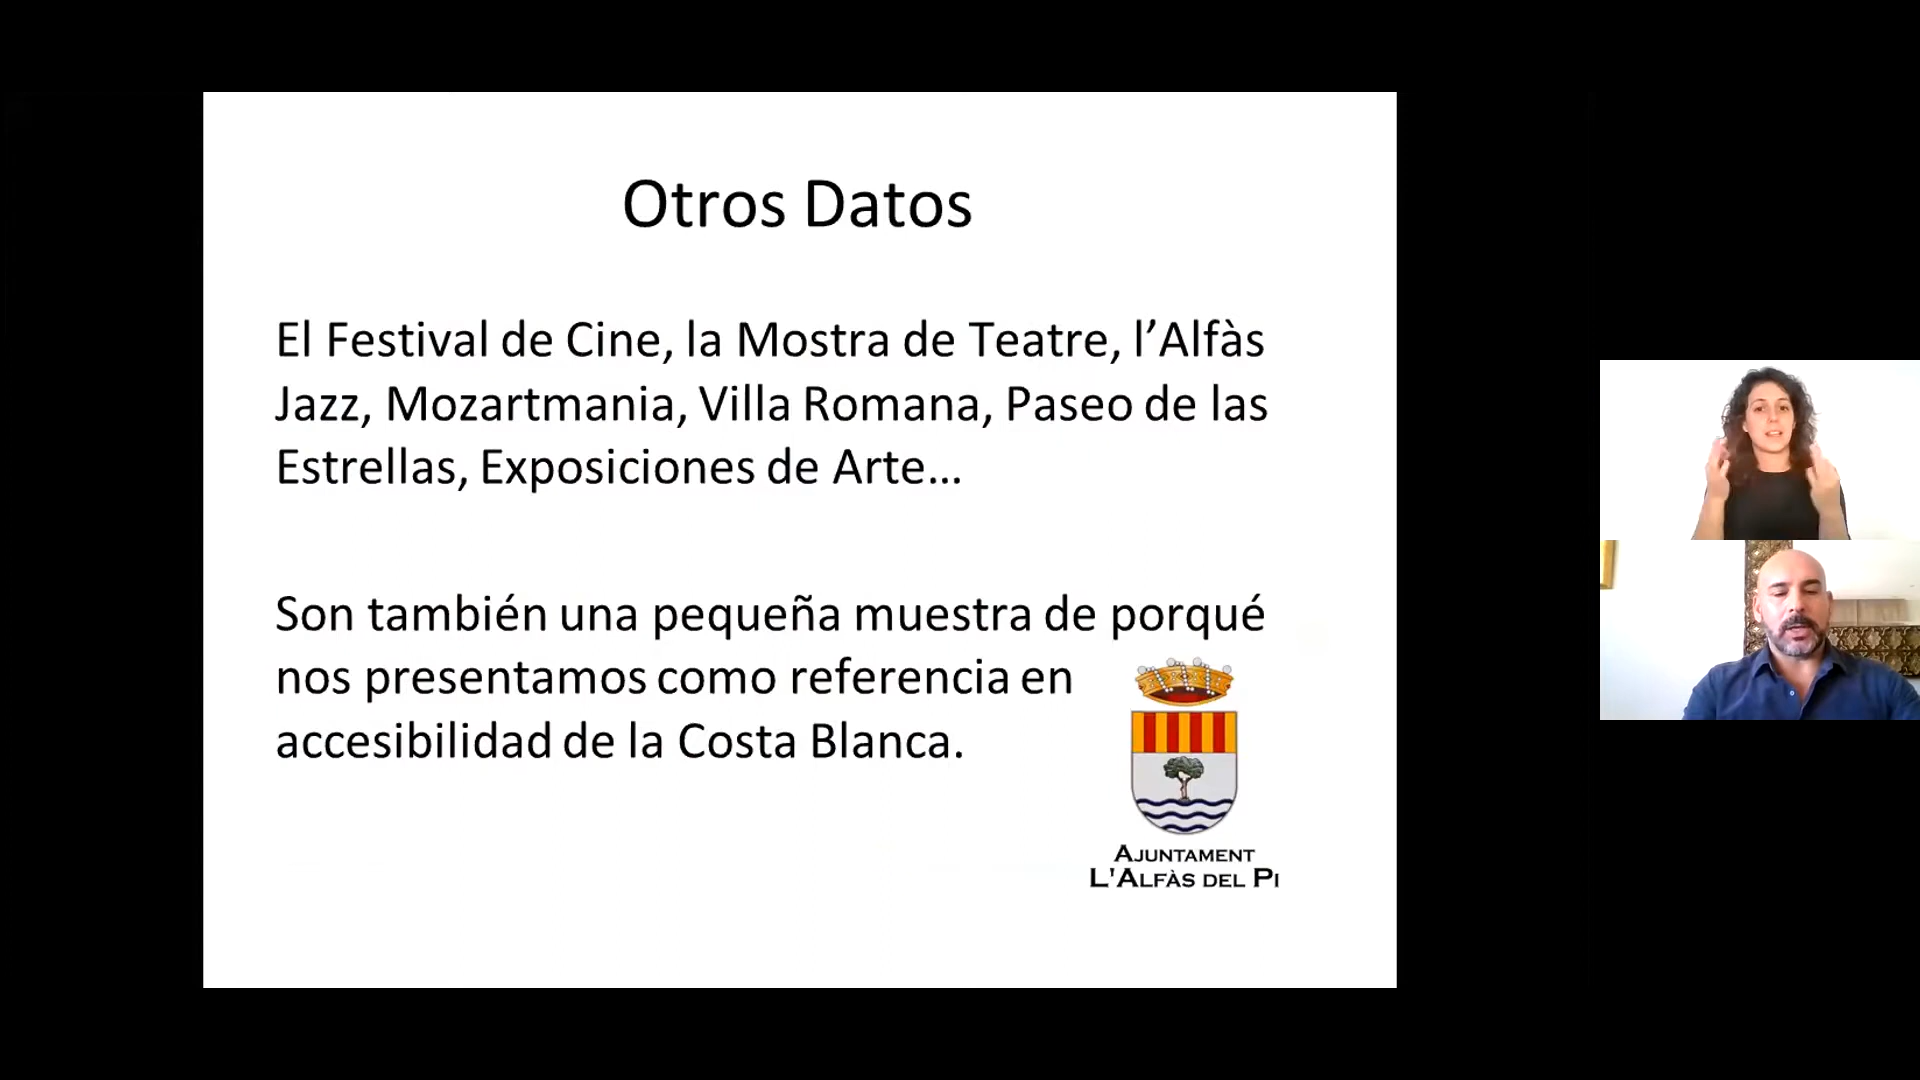 Otros Datos
El Festival de Cine, la Mostra de Teatre, l’Alfàs
Jazz, Mozartmania, Villa Romana, Paseo de las
Estrellas, Exposiciones de Arte…
Son también una pequeña muestra de porqué
nos presentamos como referencia en
accesibilidad de la Costa Blanca.
AJUNTAMENT
L'ALFÀS DEL PI